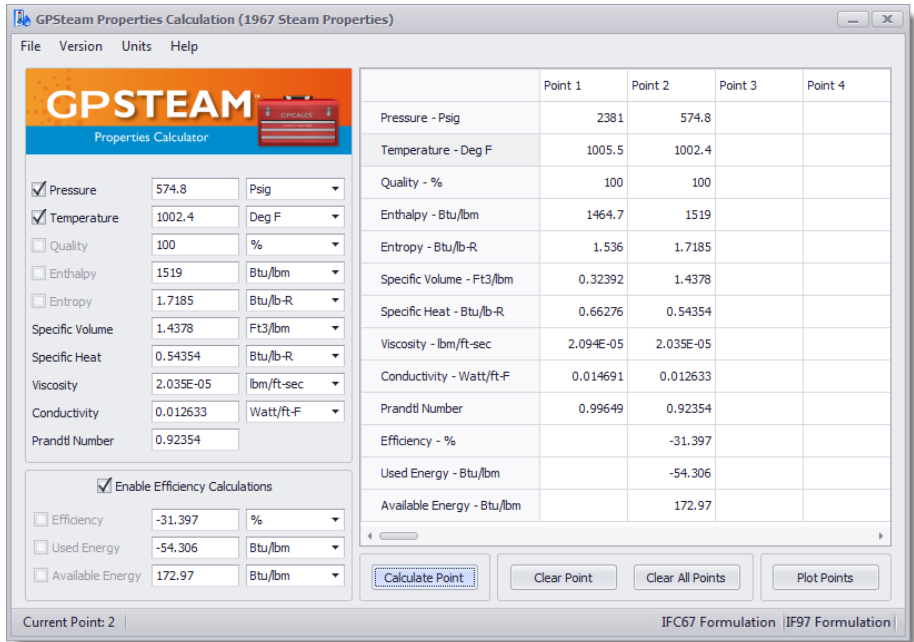 GPSteam Properties Calculation (1967 Steam Properties)
File Version Units Help
GPSTEAM™
GPCALCS
Properties Calculator
Pressure 574.8 Psig
Temperature 1002.4 Deg F
Quality 100 %
Enthalpy 1519 Btu/lbm
Entropy 1.7185 Btu/lb-R
Specific Volume 1.4378 Ft3/lbm
Specific Heat 0.54354 Btu/lb-R
Viscosity 2.035E-05 lbm/ft-sec
Conductivity 0.012633 Watt/ft-F
Prandtl Number 0.92354
Enable Efficiency Calculations
Efficiency -31.397 %
Used Energy -54.306 Btu/lbm
Available Energy 172.97 Btu/lbm
Point 1 Point 2 Point 3 Point 4
Pressure - Psig 2381 574.8
Temperature - Deg F 1005.5 1002.4
Quality - % 100 100
Enthalpy - Btu/lbm 1464.7 1519
Entropy - Btu/lb-R 1.536 1.7185
Specific Volume - Ft3/lbm 0.32392 1.4378
Specific Heat - Btu/lb-R 0.66276 0.54354
Viscosity - lbm/ft-sec 2.094E-05 2.035E-05
Conductivity - Watt/ft-F 0.014691 0.012633
Prandtl Number 0.99649 0.92354
Efficiency - % -31.397
Used Energy - Btu/lbm -54.306
Available Energy - Btu/lbm 172.97
Calculate Point Clear Point Clear All Points Plot Points
Current Point: 2 IFC67 Formulation IF97 Formulation